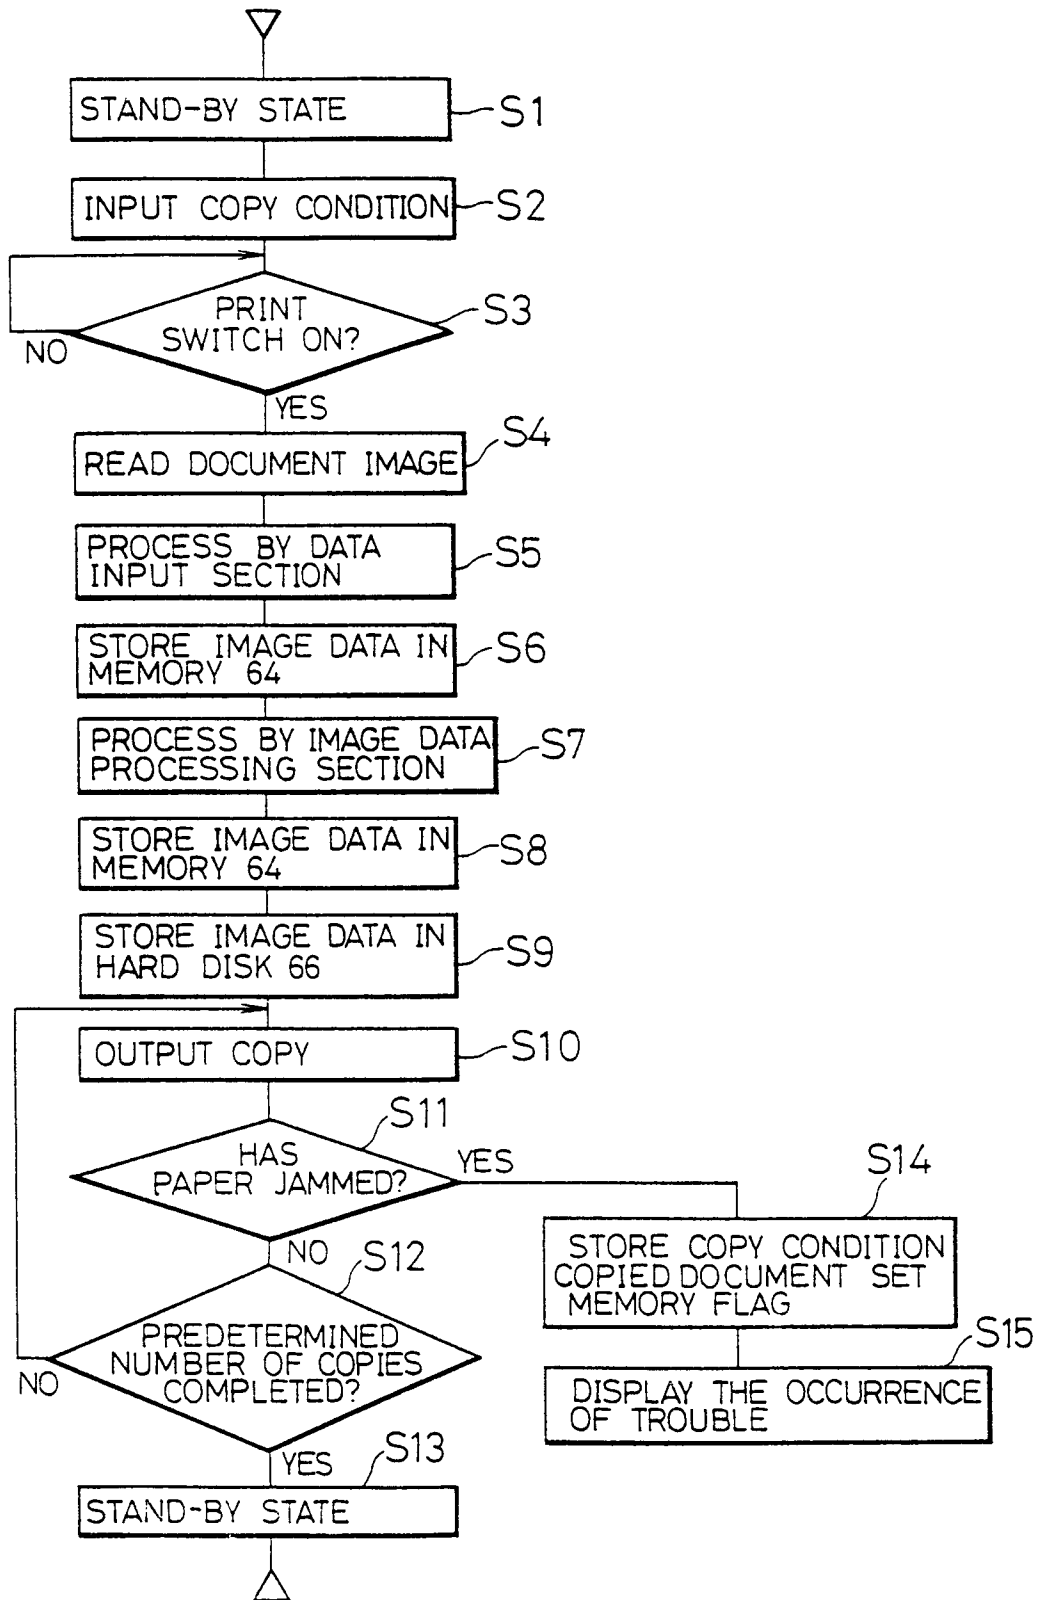 STAND-BY STATE
S1
INPUT COPY CONDITION
S2
PRINT
SWITCH ON?
S3
NO
YES
READ DOCUMENT IMAGE
S4
PROCESS BY DATA
INPUT SECTION
S5
STORE IMAGE DATA IN
MEMORY 64
S6
PROCESS BY IMAGE DATA
PROCESSING SECTION
S7
STORE IMAGE DATA IN
MEMORY 64
S8
STORE IMAGE DATA IN
HARD DISK 66
S9
OUTPUT COPY
S10
HAS
PAPER JAMMED?
S11
YES
NO
S14
STORE COPY CONDITION
COPIED DOCUMENT SET
MEMORY FLAG
S12
PREDETERMINED
NUMBER OF COPIES
COMPLETED?
NO
YES
S15
DISPLAY THE OCCURRENCE
OF TROUBLE
S13
STAND-BY STATE